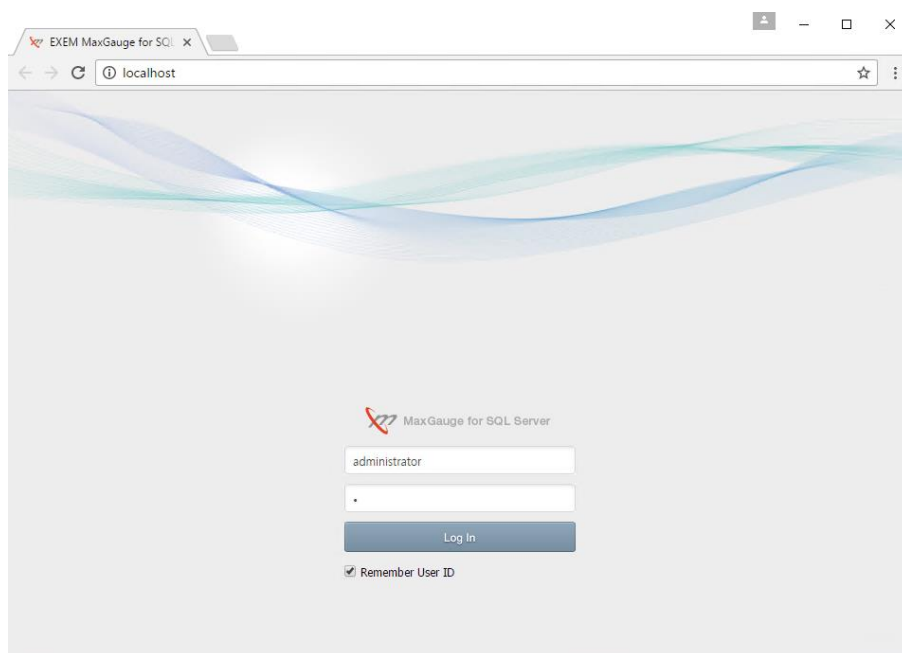 EXEM MaxGauge for SQL
localhost
MaxGauge for SQL Server
administrator
Log In
Remember User ID